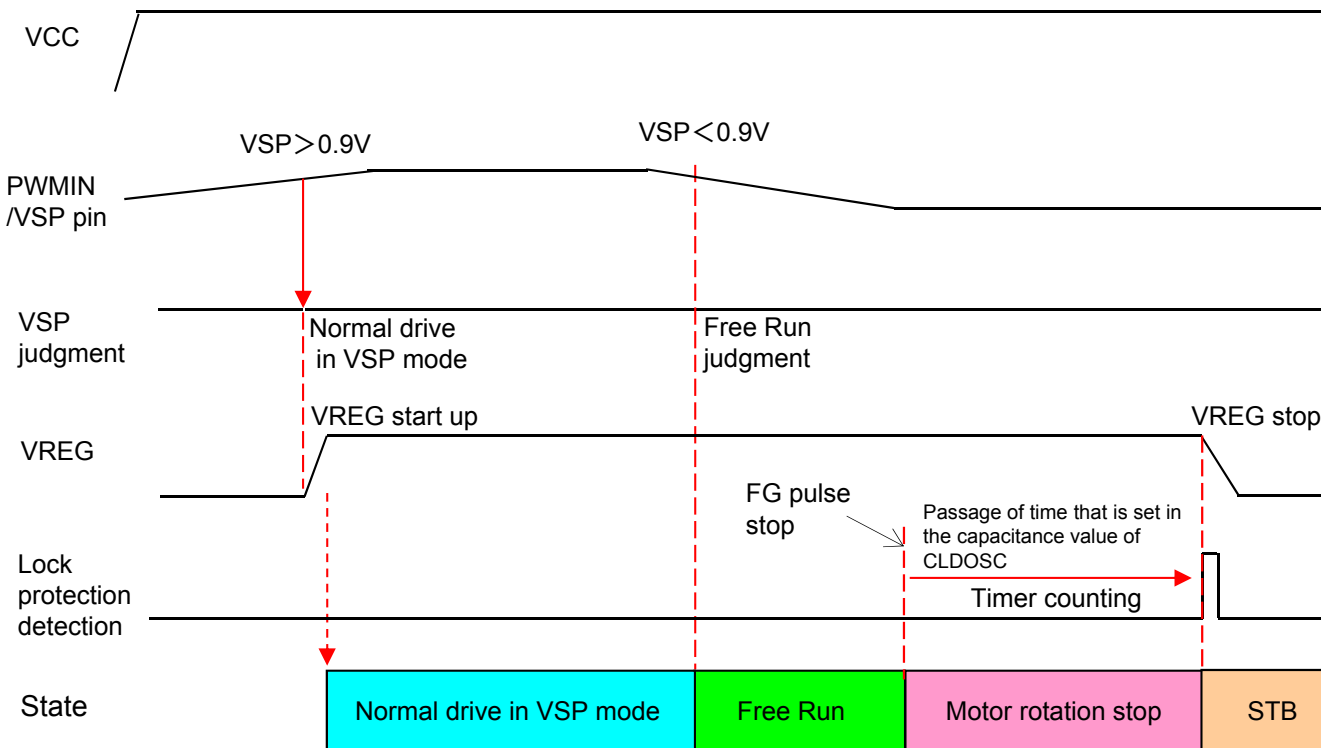 VCC
VSP＞0.9V
VSP＜0.9V
PWMIN
/VSP pin
VSP
judgment
Normal drive
in VSP mode
Free Run
judgment
VREG start up
VREG stop
VREG
FG pulse
stop
Passage of time that is set in
the capacitance value of
CLDOSC
Timer counting
Lock
protection
detection
State
Normal drive in VSP mode
Free Run
Motor rotation stop
STB